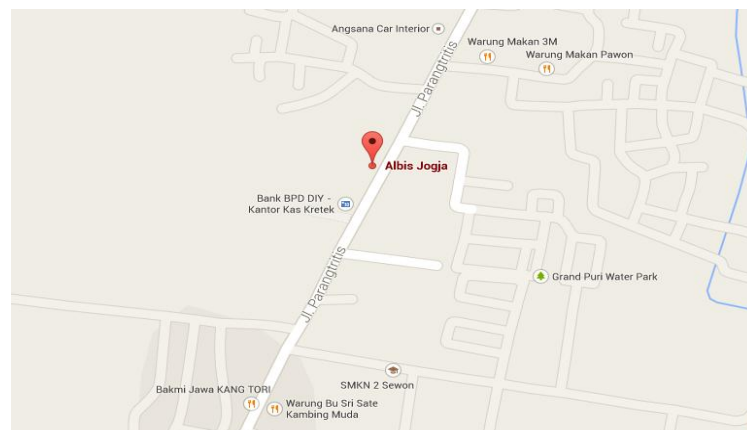 Angsana Car Interior
Warung Makan 3M
Warung Makan Pawon
Jl. Parangtritis
Albis Jogja
Bank BPD DIY -
Kantor Kas Kretek
Jl. Parangtritis
Grand Puri Water Park
SMKN 2 Sewon
Bakmi Jawa KANG TORI
Warung Bu Sri Sate
Kambing Muda